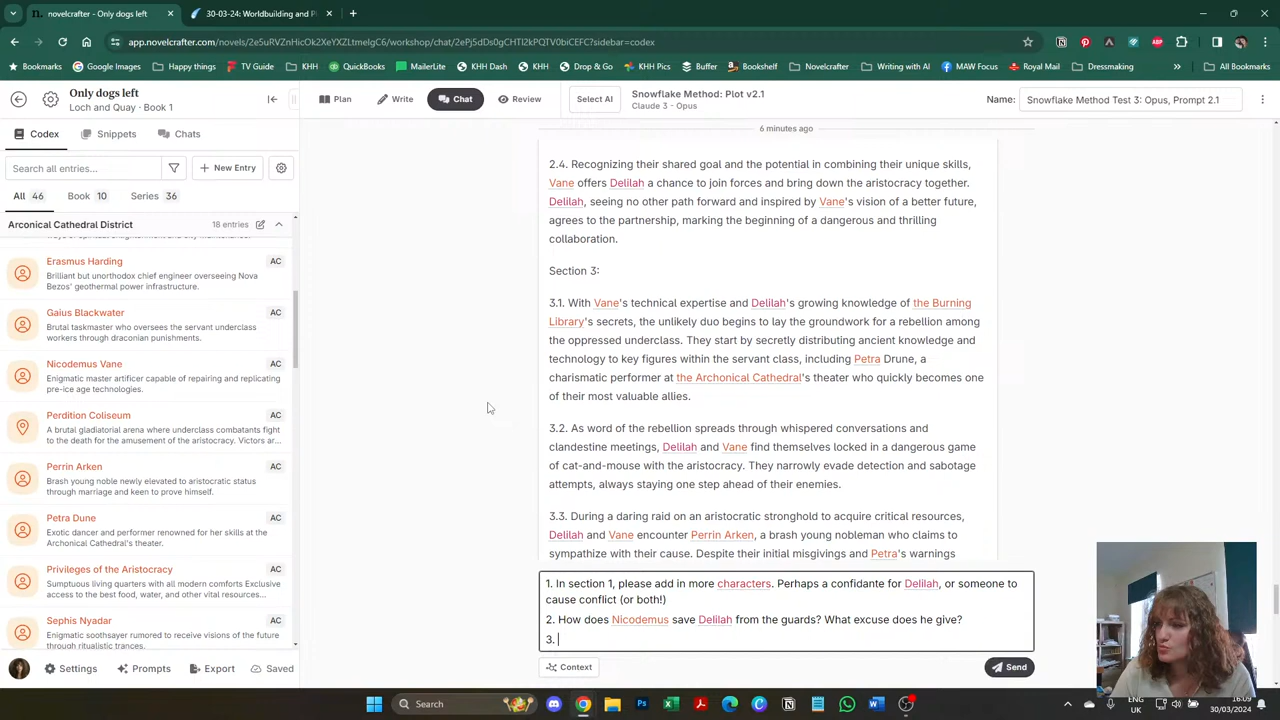 novelcrafter - Only dogs left
30-03-24: Worldbuilding and P
app.novelcrafter.com/novels/2e5uRVZnHicOk2XeYXZLtmelgC6/workshop/chat/2ePj5dDs0gCHTl2kPQTV0biCEFC?sidebar=codex
Bookmarks
Google Images
Happy things
TV Guide
KHH
QuickBooks
MailerLite
KHH
Drop & Go
KHH
KHH Pics
Buffer
Bookshelf
Novelcrafter
Writing with AI
MAW Focus
All Bookmarks
Only dogs left
Loch and Quay - Book 1
Plan
Write
Chat
Review
Select AI
Snowflake Method: Plot v2.1
Claude 3 - Opus
Name:
Snowflake Method Test 3: Opus, Prompt 2.1
Codex
Snippets
Chats
Search all entries...
New Entry
All 46
Book 10
Series 36
Arconical Cathedral District
18 entries
Erasmus Harding
AC
Brilliant but unorthodox chief engineer overseeing Nova
Bezos' geothermal power infrastructure.
Gaius Blackwater
AC
Brutal taskmaster who oversees the servant underclass
workers through draconian punishments.
Nicodemus Vane
AC
Enigmatic master artificer capable of repairing and replicating
pre-ice age technologies.
Perdition Coliseum
AC
A brutal gladiatorial arena where underclass combatants fight
to the death for the amusement of the aristocracy. Victors ar...
Perrin Arken
AC
Brash young noble newly elevated to aristocratic status
through marriage and keen to prove himself.
Petra Dune
AC
Exotic dancer and performer renowned for her skills at the
Archonical Cathedral's theater.
Privileges of the Aristocracy
AC
Sumptuous living quarters with all modern comforts Exclusive
access to the best food, water, and other vital resources...
Sephis Nyadar
AC
Enigmatic soothsayer rumored to receive visions of the future
through ritualistic trances.
Settings
Prompts
Export
Saved
6 minutes ago
2.4. Recognizing their shared goal and the potential in combining their unique skills,
Vane offers Delilah a chance to join forces and bring down the aristocracy together.
Delilah, seeing no other path forward and inspired by Vane's vision of a better future,
agrees to the partnership, marking the beginning of a dangerous and thrilling
collaboration.
Section 3:
3.1. With Vane's technical expertise and Delilah's growing knowledge of the Burning
Library's secrets, the unlikely duo begins to lay the groundwork for a rebellion among
the oppressed underclass. They start by secretly distributing ancient knowledge and
technology to key figures within the servant class, including Petra Drune, a
charismatic performer at the Archonical Cathedral's theater who quickly becomes one
of their most valuable allies.
3.2. As word of the rebellion spreads through whispered conversations and
clandestine meetings, Delilah and Vane find themselves locked in a dangerous game
of cat-and-mouse with the aristocracy. They narrowly evade detection and sabotage
attempts, always staying one step ahead of their enemies.
3.3. During a daring raid on an aristocratic stronghold to acquire critical resources,
Delilah and Vane encounter Perrin Arken, a brash young nobleman who claims to
sympathize with their cause. Despite their initial misgivings and Petra's warnings
1. In section 1, please add in more characters. Perhaps a confidante for Delilah, or someone to
cause conflict (or both!)
2. How does Nicodemus save Delilah from the guards? What excuse does he give?
3.
Context
Send
Search
ENG
UK
16:09
30/03/2024